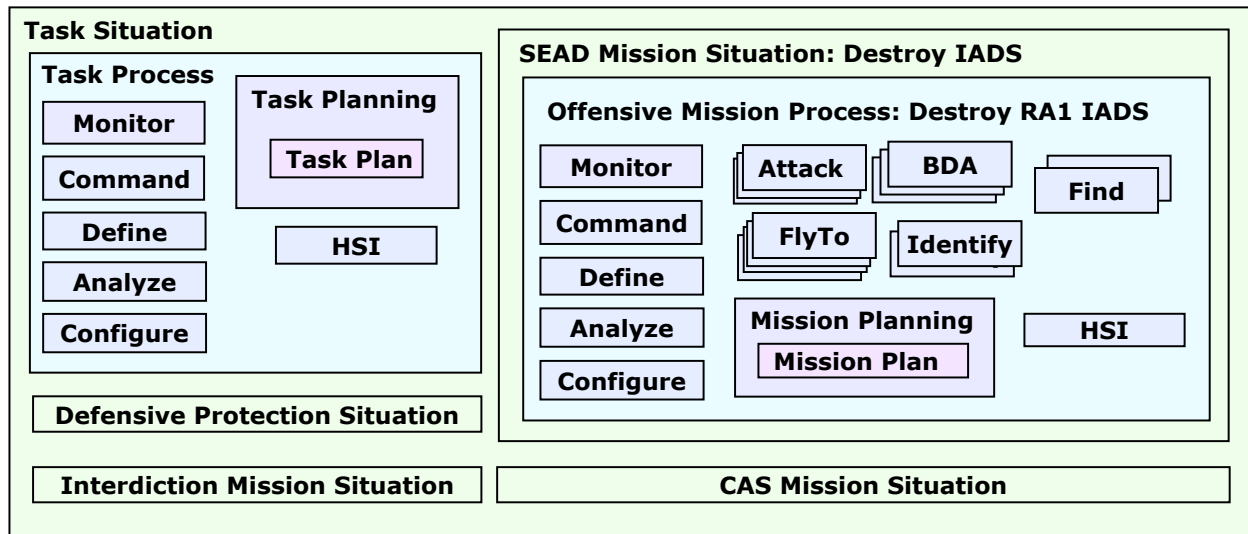 Task Situation
Task Process
Monitor
Command
Define
Analyze
Configure
Task Planning
Task Plan
HSI
Defensive Protection Situation
Interdiction Mission Situation
SEAD Mission Situation: Destroy IADS
Offensive Mission Process: Destroy RA1 IADS
Monitor
Command
Define
Analyze
Configure
Attack
BDA
Find
FlyTo
Identify
Mission Planning
Mission Plan
HSI
CAS Mission Situation